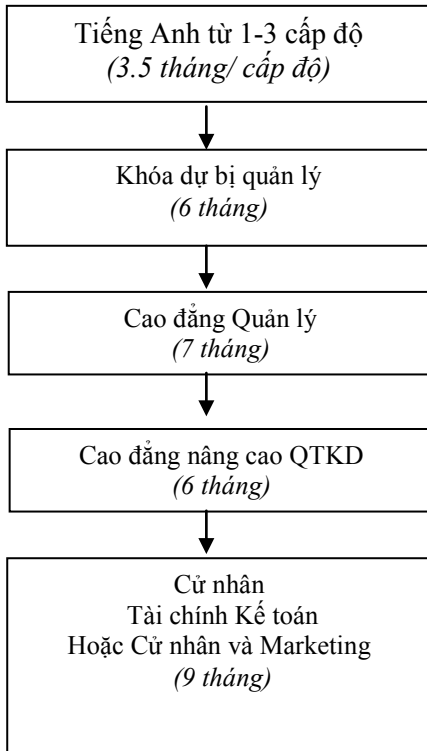 Tiếng Anh từ 1-3 cấp độ
(3.5 tháng/ cấp độ)
Khóa dự bị quản lý
(6 tháng)
Cao đẳng Quản lý
(7 tháng)
Cao đẳng nâng cao QTKD
(6 tháng)
Cử nhân
Tài chính Kế toán
Hoặc Cử nhân và Marketing
(9 tháng)